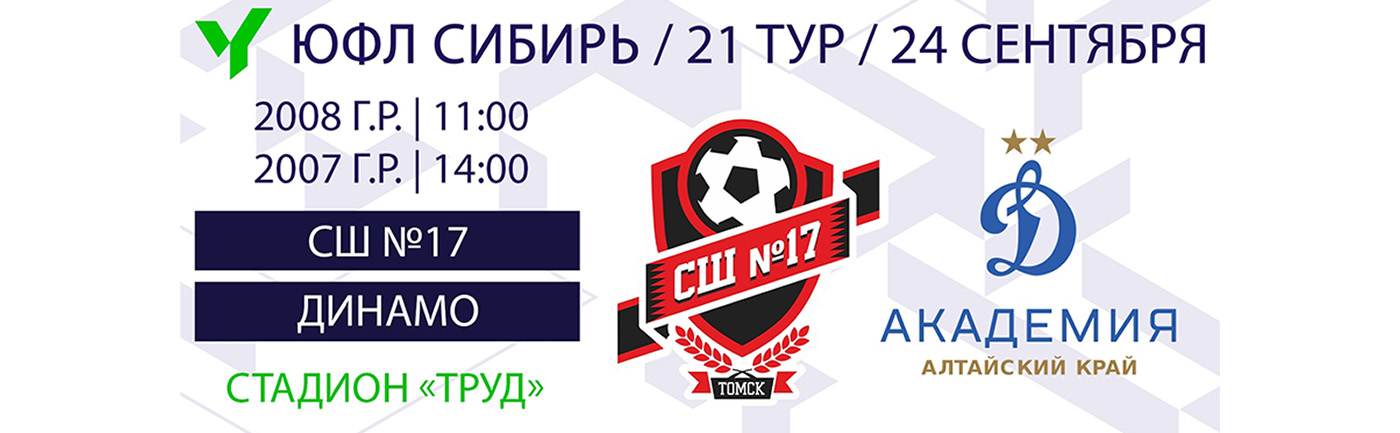 ЮФЛ СИБИРЬ / 21 ТУР / 24 СЕНТЯБРЯ
2008 Г.Р. | 11:00
2007 Г.Р. | 14:00
СШ №17
ДИНАМО
СТАДИОН «ТРУД»
СШ №17
ТОМСК
Д
АКАДЕМИЯ
АЛТАЙСКИЙ КРАЙ